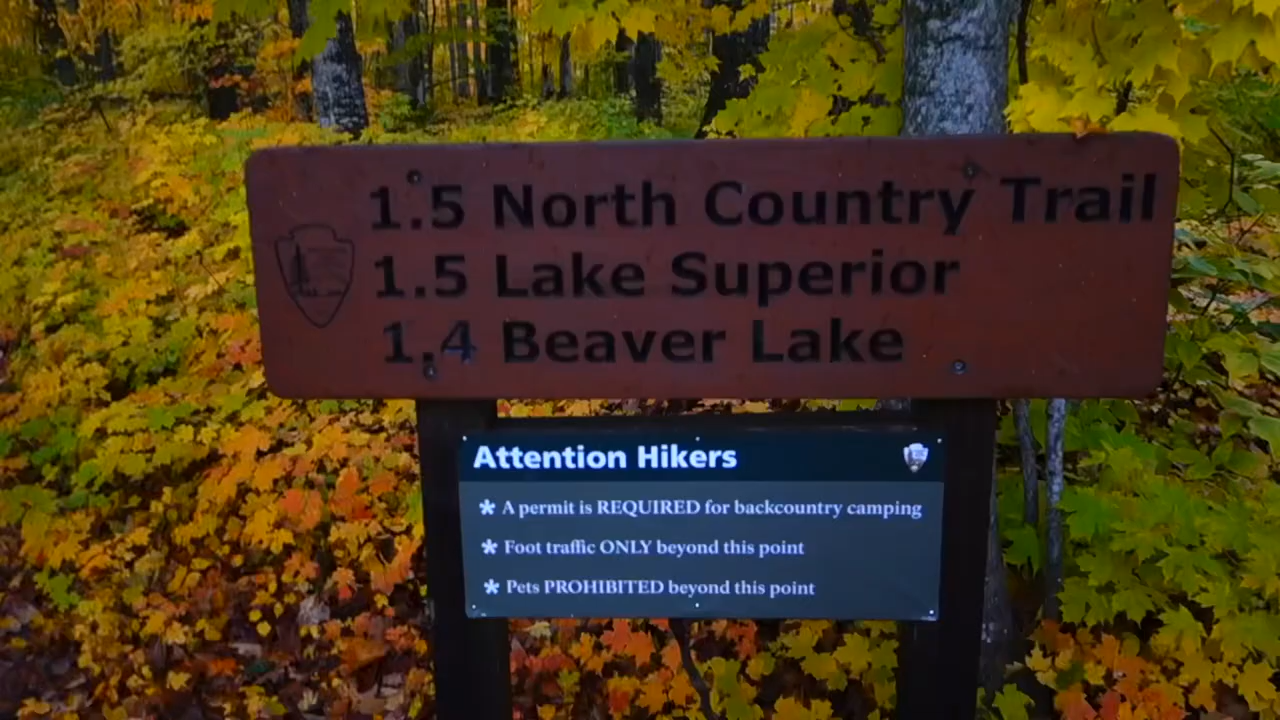 1.5 North Country Trail
1.5 Lake Superior
1.4 Beaver Lake
Attention Hikers
* A permit is REQUIRED for backcountry camping
* Foot traffic ONLY beyond this point
* Pets PROHIBITED beyond this point